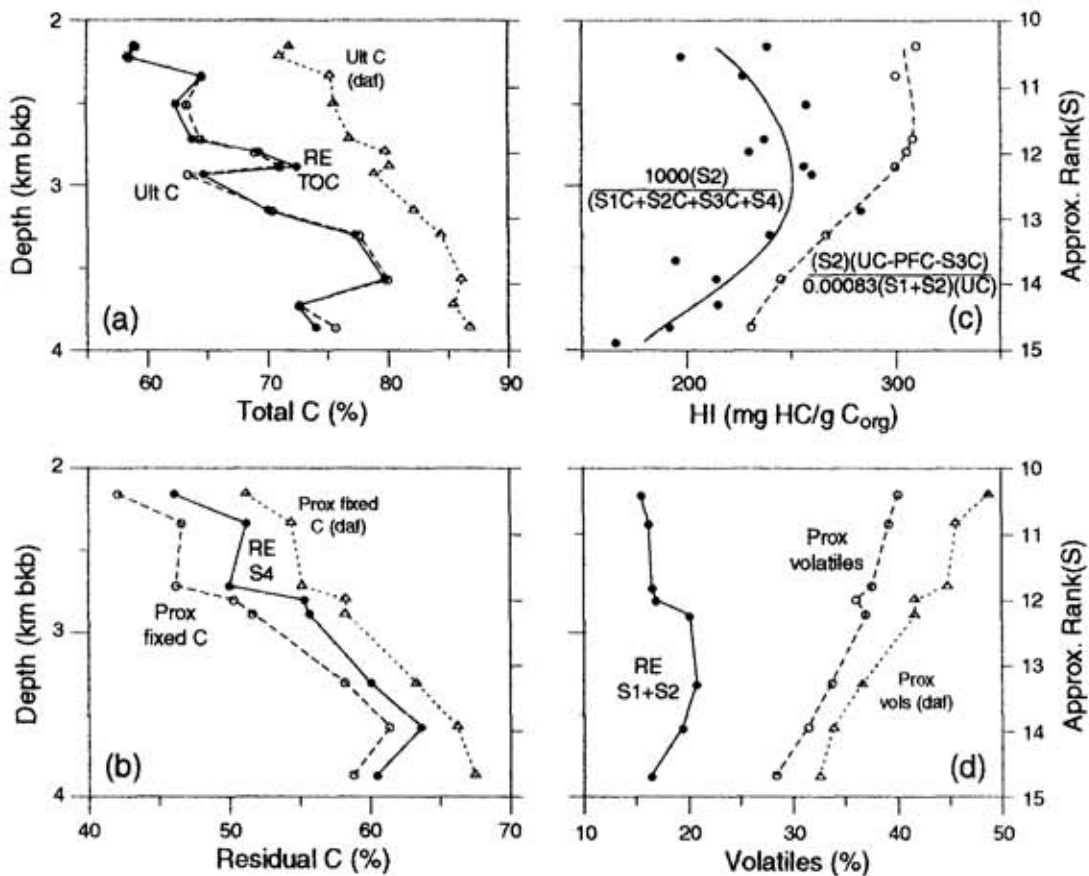 2
3
4
Depth (km bkb)
60
70
80
90
Total C (%)
Ult C
(daf)
RE
TOC
Ult C
(a)
10
11
12
13
14
15
Approx. Rank(S)
200
300
HI (mg HC/g Corg)
1000(S2)
(S1C+S2C+S3C+S4)
(S2)(UC-PFC-S3C)
0.00083(S1+S2)(UC)
(c)
2
3
4
Depth (km bkb)
40
50
60
70
Residual C (%)
Prox fixed
C (daf)
RE
S4
Prox
fixed C
(b)
10
11
12
13
14
15
Approx. Rank(S)
10
20
30
40
50
Volatiles (%)
Prox
volatiles
RE
S1+S2
Prox
vols (daf)
(d)